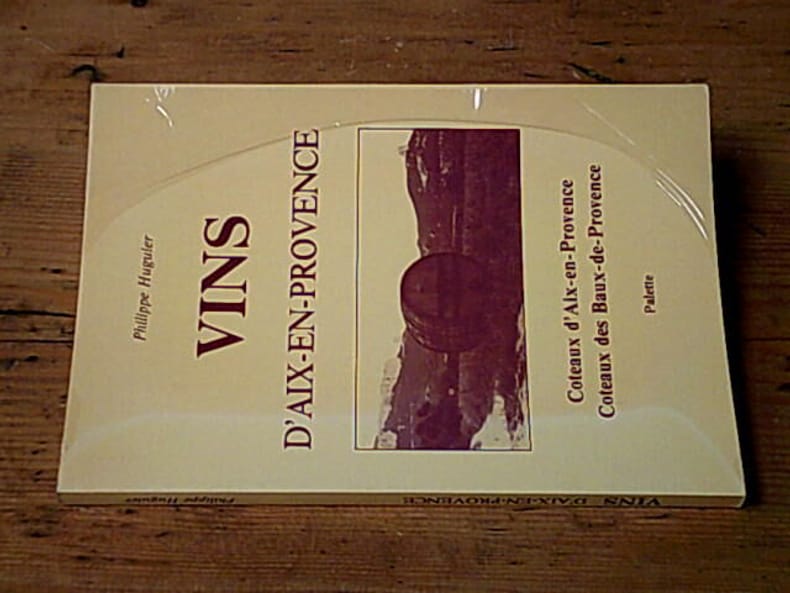 Philippe Huguier
VINS
D'AIX-EN-PROVENCE
Coteaux d'Aix-en-Provence
Coteaux des Baux-de-Provence
Palette
Philippe Huguier
VINS D'AIX-EN-PROVENCE